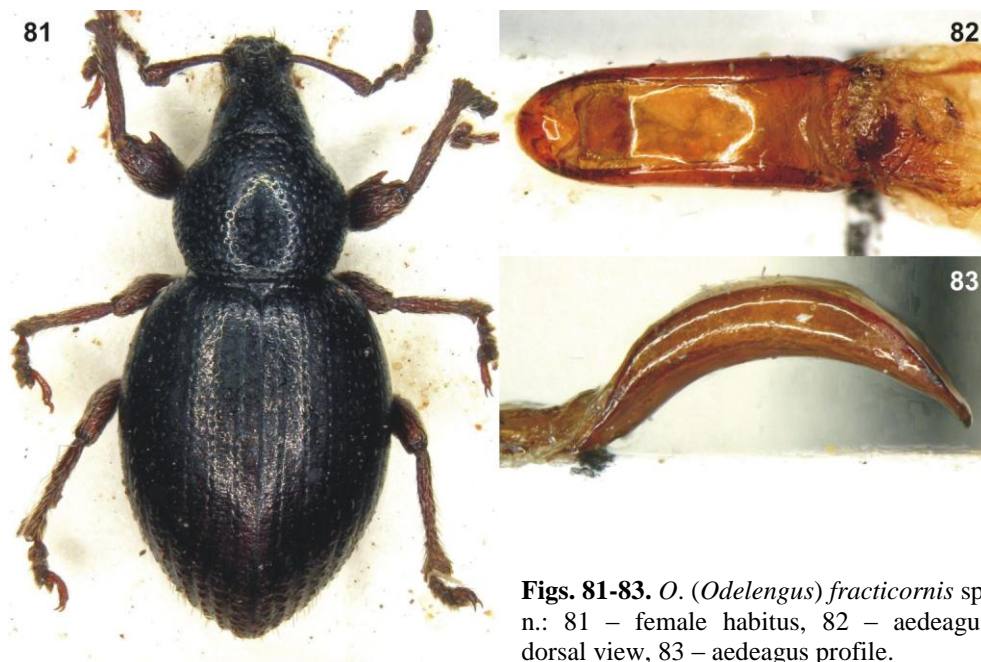 81
82
83
Figs. 81-83. O. (Odelengus) fracticornis sp
n.: 81 – female habitus, 82 – aedeagu
dorsal view, 83 – aedeagus profile.